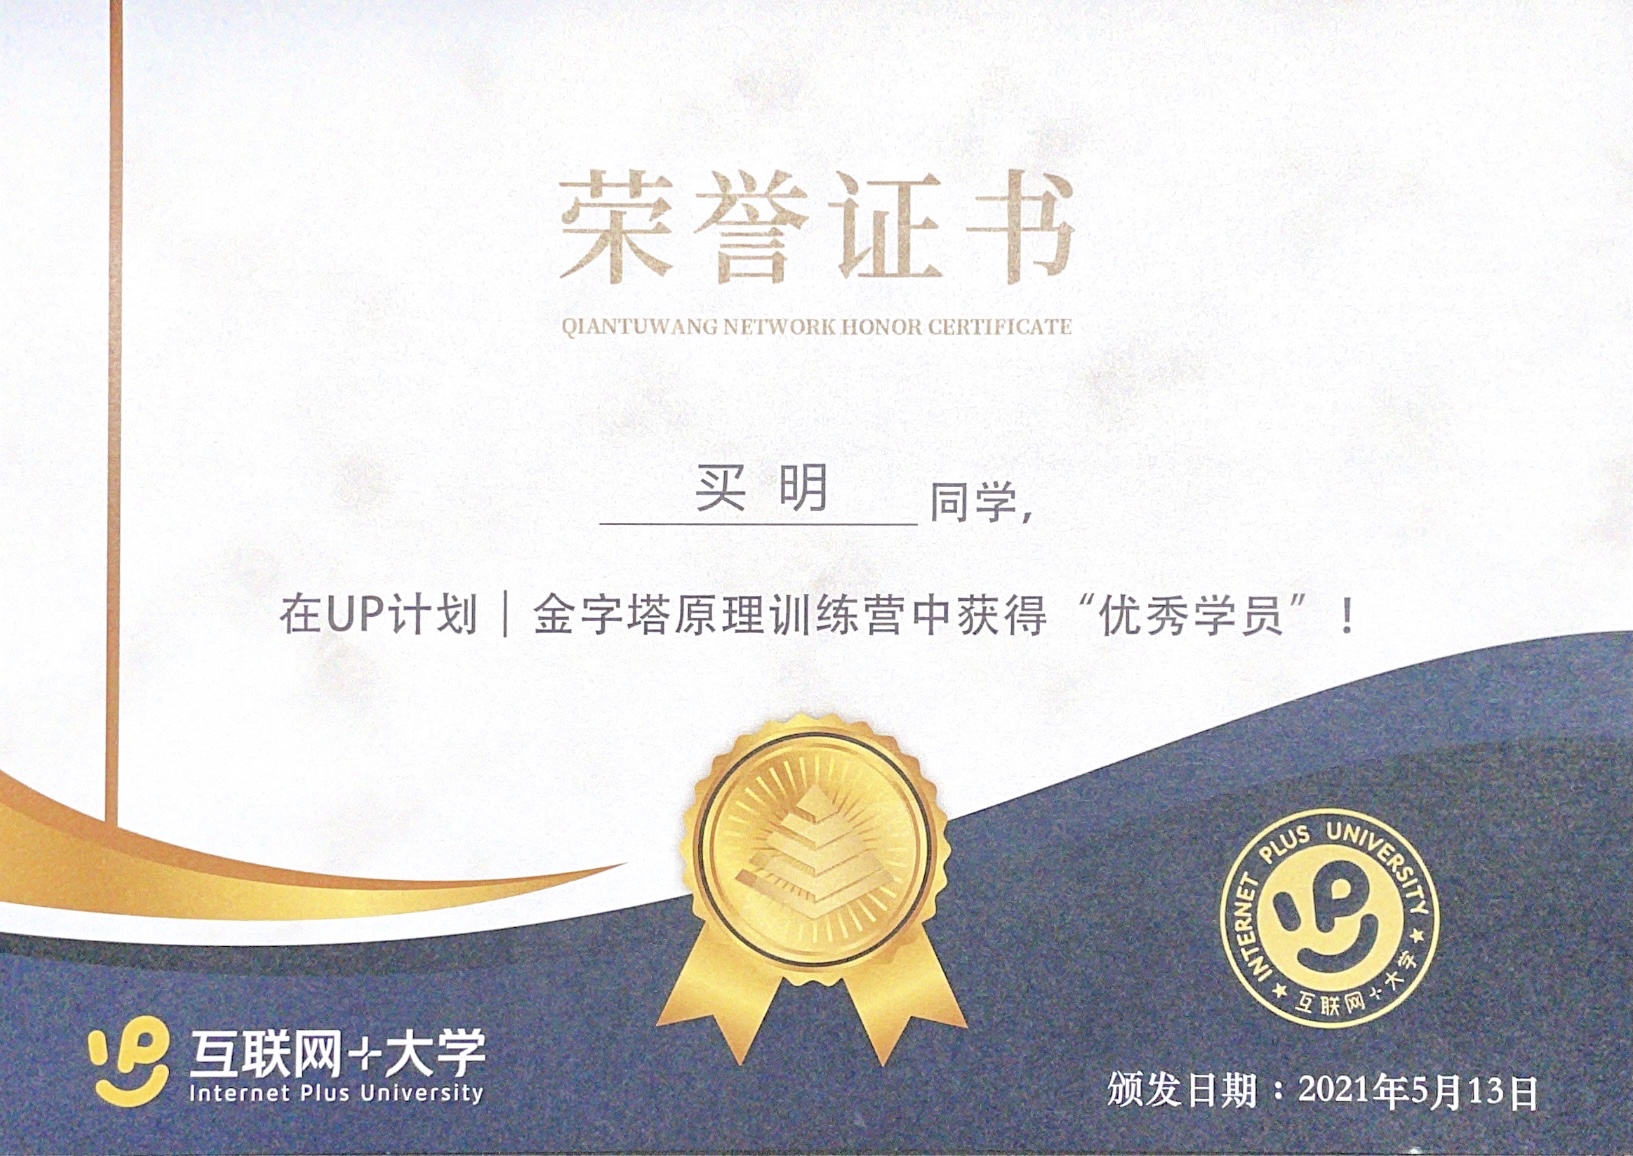 荣誉证书
QIANTUWANG NETWORK HONOR CERTIFICATE
买 明 同学,
在UP计划｜金字塔原理训练营中获得“优秀学员”！
INTERNET PLUS UNIVERSITY
UP
★互联网+大学★
UP 互联网+大学
Internet Plus University
颁发日期：2021年5月13日